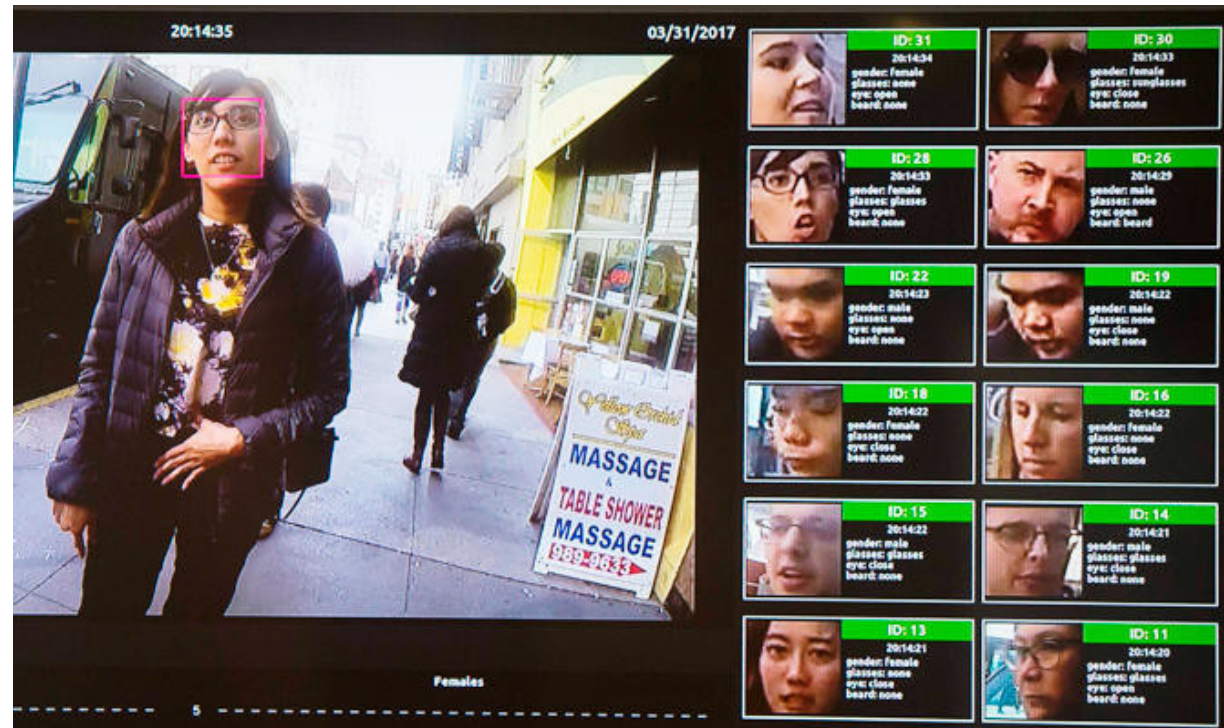 20:14:35
03/31/2017
MASSAGE
&
TABLE SHOWER
MASSAGE
989-9633
Females
5
ID: 31
20:14:34
gender: female
glasses: none
eye: open
beard: none
ID: 30
20:14:33
gender: female
glasses: sunglasses
eye: close
beard: none
ID: 28
20:14:33
gender: female
glasses: glasses
eye: open
beard: none
ID: 26
20:14:29
gender: male
glasses: none
eye: open
beard: beard
ID: 22
20:14:23
gender: male
glasses: none
eye: open
beard: none
ID: 19
20:14:22
gender: male
glasses: none
eye: close
beard: none
ID: 18
20:14:22
gender: female
glasses: none
eye: close
beard: none
ID: 16
20:14:22
gender: female
glasses: none
eye: close
beard: none
ID: 15
20:14:22
gender: male
glasses: glasses
eye: close
beard: none
ID: 14
20:14:21
gender: male
glasses: glasses
eye: close
beard: none
ID: 13
20:14:21
gender: female
glasses: none
eye: close
beard: none
ID: 11
20:14:20
gender: female
glasses: glasses
eye: open
beard: none